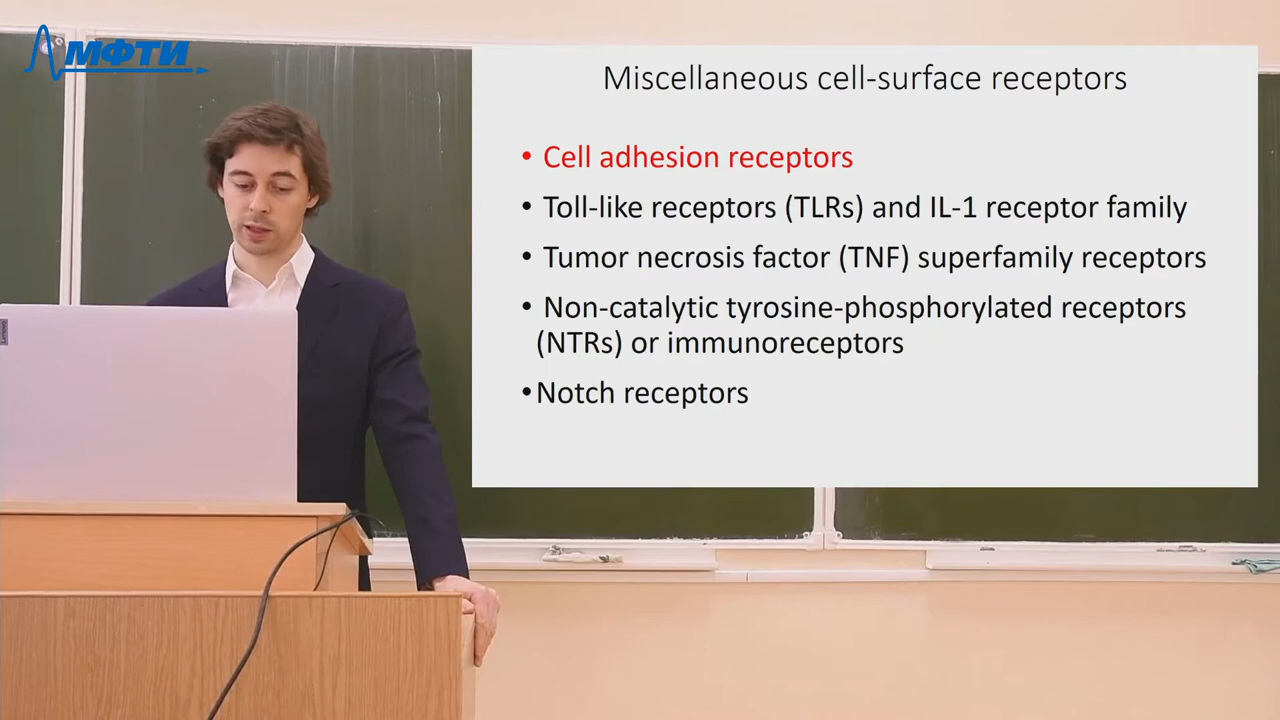 МФТИ
Miscellaneous cell-surface receptors
• Cell adhesion receptors
• Toll-like receptors (TLRs) and IL-1 receptor family
• Tumor necrosis factor (TNF) superfamily receptors
• Non-catalytic tyrosine-phosphorylated receptors
(NTRs) or immunoreceptors
•Notch receptors
Lenovo